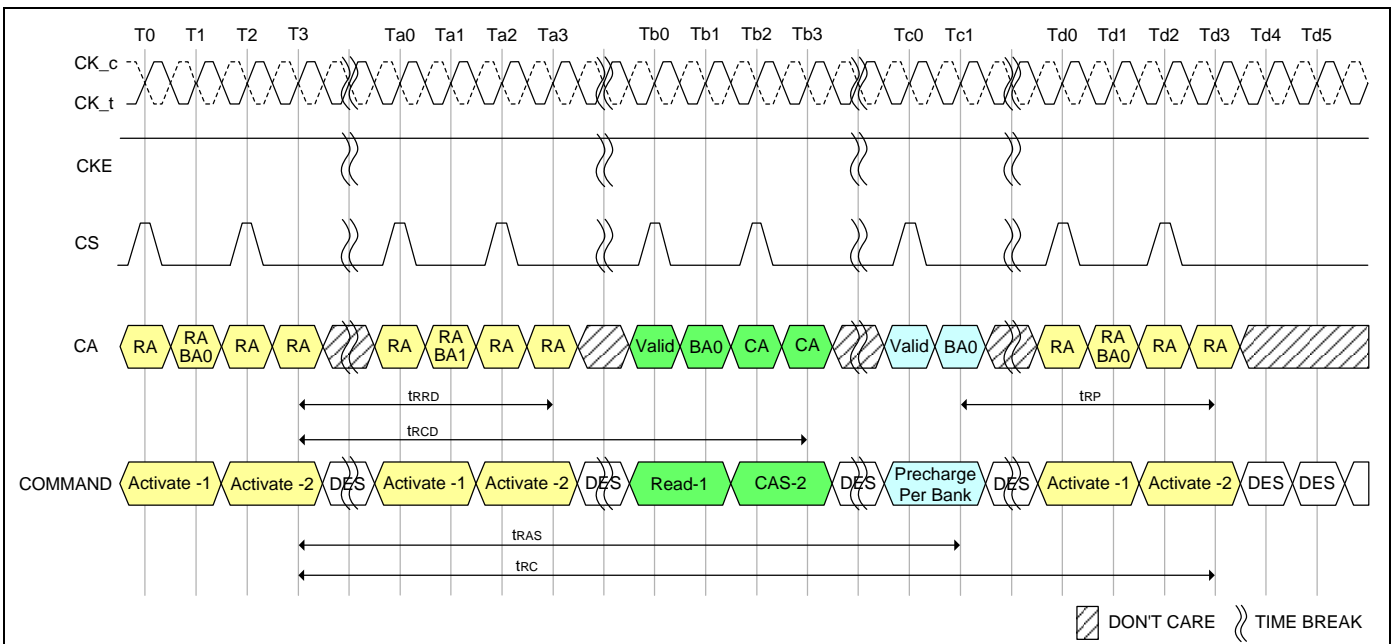 T0 T1 T2 T3 Ta0 Ta1 Ta2 Ta3 Tb0 Tb1 Tb2 Tb3 Tc0 Tc1 Td0 Td1 Td2 Td3 Td4 Td5
CK_c
CK_t
CKE
CS
CA RA RA BA0 RA RA RA RA BA1 RA RA Valid BA0 CA CA Valid BA0 RA RA BA0 RA RA
tRRD tRP
tRCD
COMMAND Activate -1 Activate -2 DES Activate -1 Activate -2 DES Read-1 CAS-2 DES Precharge Per Bank DES Activate -1 Activate -2 DES DES
tRAS
tRC
DON'T CARE TIME BREAK